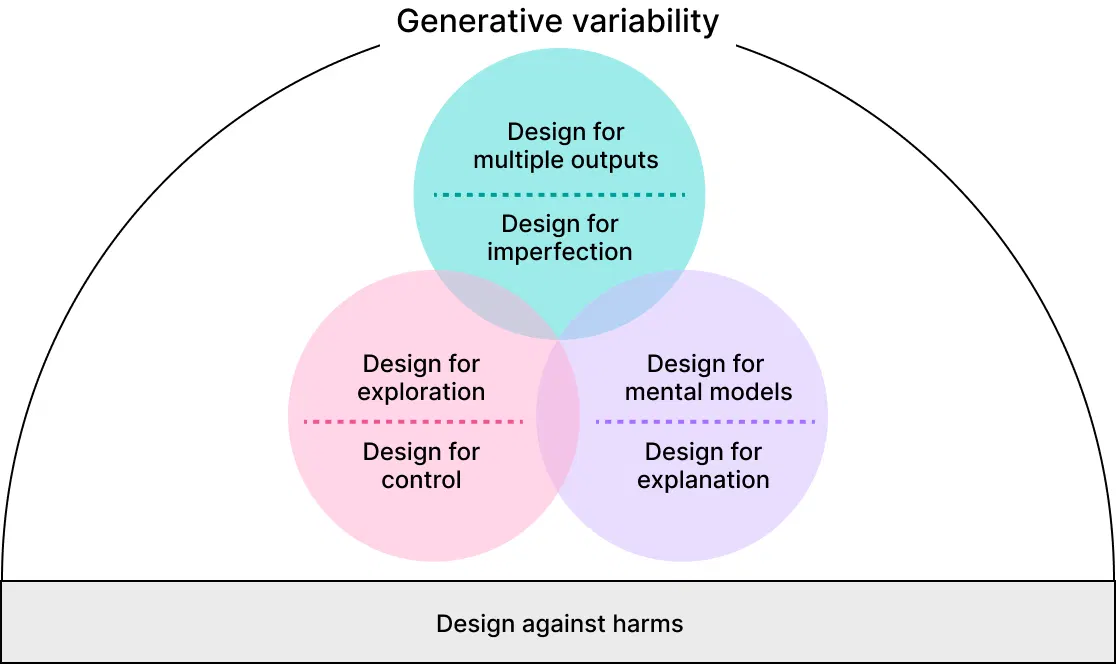 Generative variability
Design for
multiple outputs
Design for
imperfection
Design for
exploration
Design for
control
Design for
mental models
Design for
explanation
Design against harms